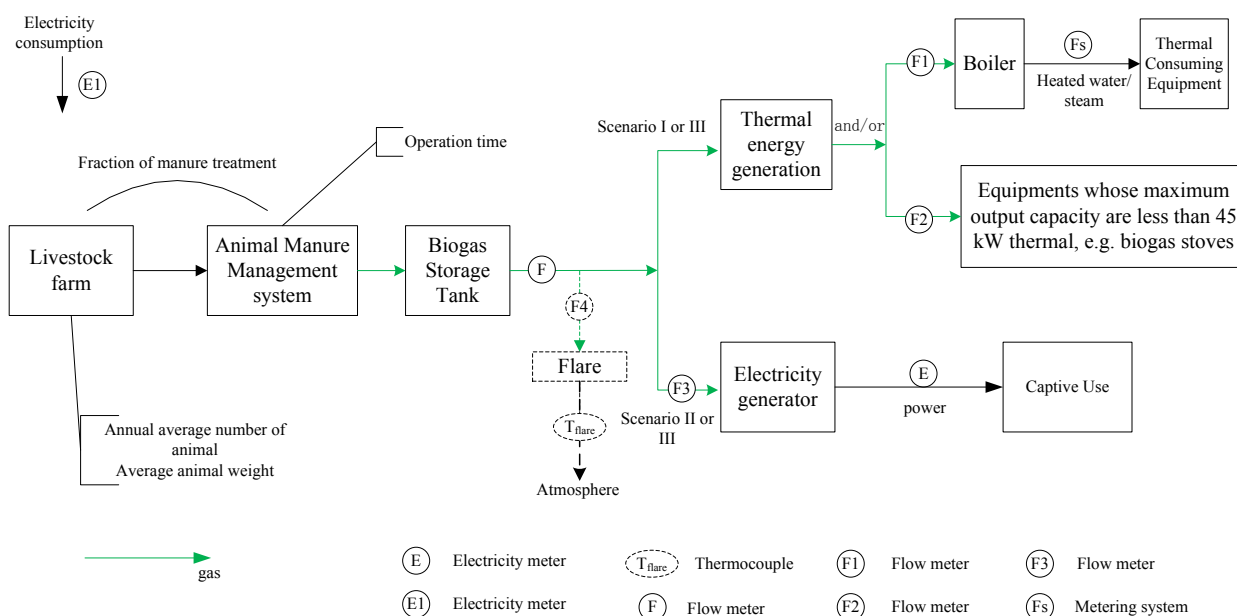 Electricity
consumption
E1
Fraction of manure treatment
Operation time
Livestock
farm
Animal Manure
Management
system
Biogas
Storage
Tank
F
F4
Flare
Tflare
Atmosphere
Annual average number of
animal
Average animal weight
Scenario I or III
Thermal
energy
generation
and/or
F1
Boiler
Fs
Heated water/
steam
Thermal
Consuming
Equipment
F2
Equipments whose maximum
output capacity are less than 45
kW thermal, e.g. biogas stoves
F3
Scenario II or
III
Electricity
generator
E
power
Captive Use
gas
E Electricity meter
Tflare Thermocouple
F1 Flow meter
F3 Flow meter
E1 Electricity meter
F Flow meter
F2 Flow meter
Fs Metering system